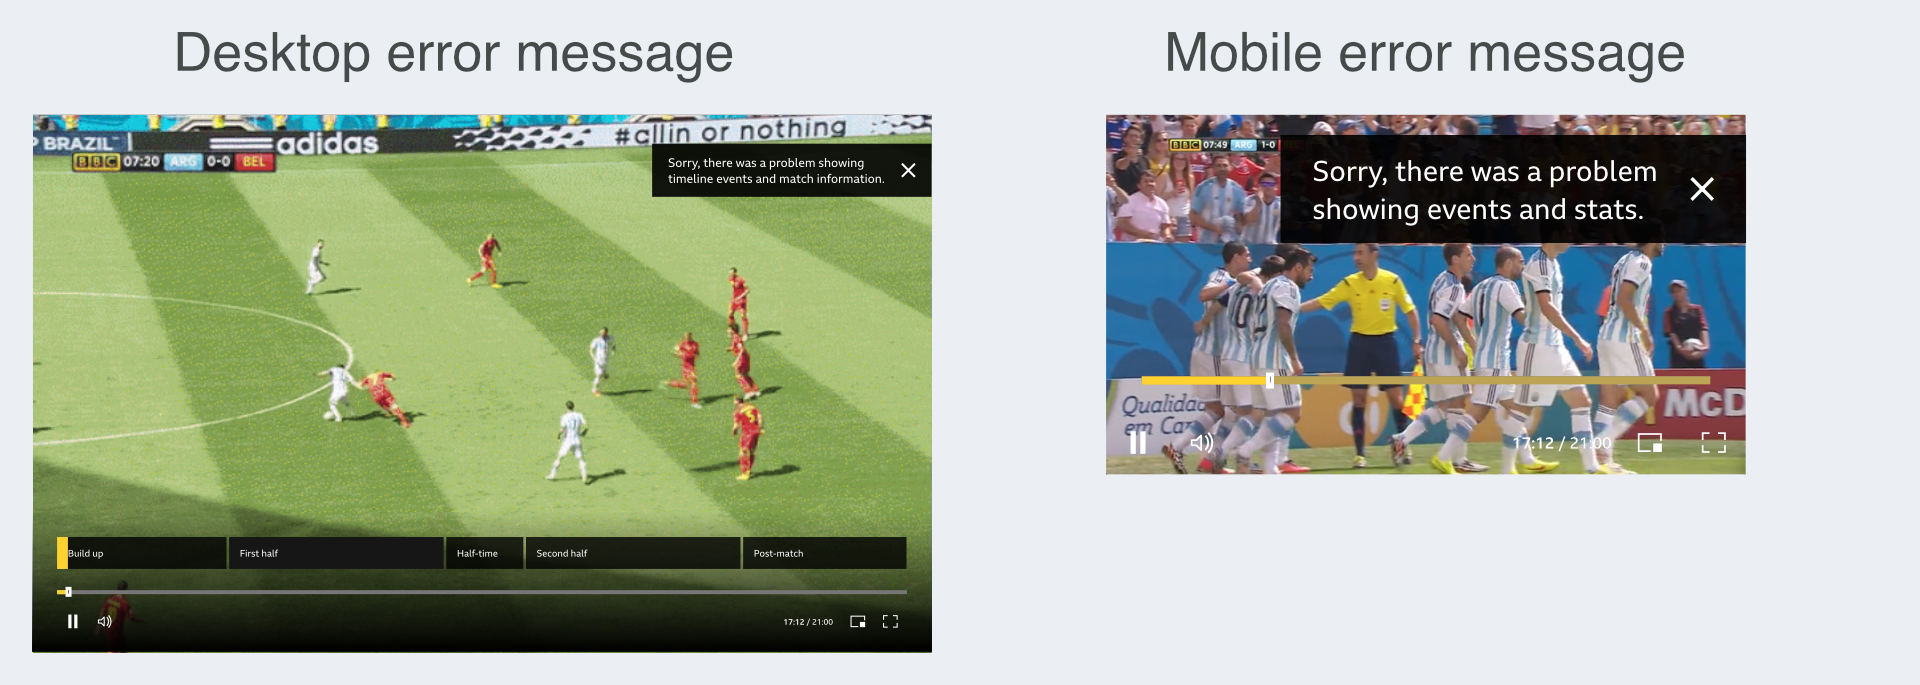 Desktop error message
Mobile error message
BRAZIL
adidas
#allin or nothing
BBC 07:20 ARG 0-0 BEL
Sorry, there was a problem showing
timeline events and match information.
Build up
First half
Half-time
Second half
Post-match
17:12 / 21:00
BBC 07:49 ARG 1-0
Sorry, there was a problem
showing events and stats.
Qualidad
em Ca
oi
McD
17:12 / 21:00